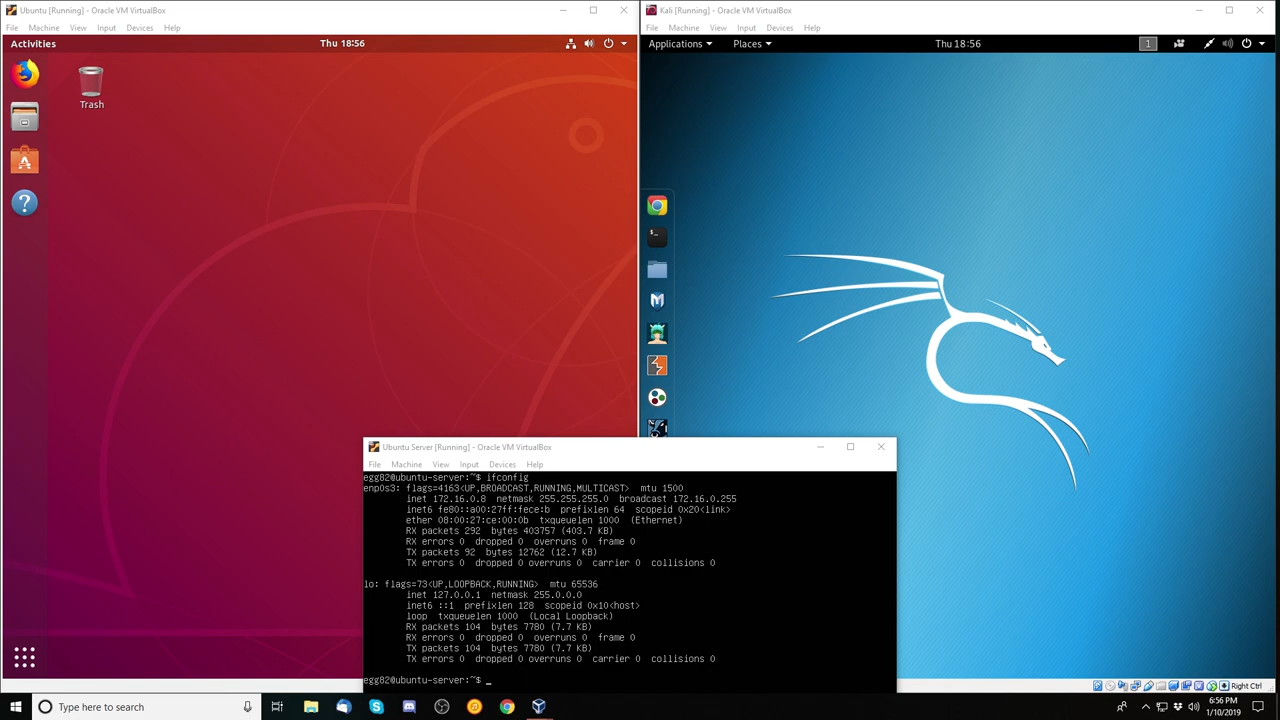 Ubuntu [Running] - Oracle VM VirtualBox
File Machine View Input Devices Help
Activities
Thu 18:56
Trash
Kali [Running] - Oracle VM VirtualBox
File Machine View Input Devices Help
Applications Places
Thu 18:56
1
Ubuntu Server [Running] - Oracle VM VirtualBox
File Machine View Input Devices Help
egg82@ubuntu-server:~$ ifconfig
enp0s3: flags=4163<UP,BROADCAST,RUNNING,MULTICAST> mtu 1500
inet 172.16.0.8 netmask 255.255.255.0 broadcast 172.16.0.255
inet6 fe80::a00:27ff:fece:b prefixlen 64 scopeid 0x20<link>
ether 08:00:27:ce:00:0b txqueuelen 1000 (Ethernet)
RX packets 292 bytes 403757 (403.7 KB)
RX errors 0 dropped 0 overruns 0 frame 0
TX packets 92 bytes 12762 (12.7 KB)
TX errors 0 dropped 0 overruns 0 carrier 0 collisions 0
lo: flags=73<UP,LOOPBACK,RUNNING> mtu 65536
inet 127.0.0.1 netmask 255.0.0.0
inet6 ::1 prefixlen 128 scopeid 0x10<host>
loop txqueuelen 1000 (Local Loopback)
RX packets 104 bytes 7780 (7.7 KB)
RX errors 0 dropped 0 overruns 0 frame 0
TX packets 104 bytes 7780 (7.7 KB)
TX errors 0 dropped 0 overruns 0 carrier 0 collisions 0
egg82@ubuntu-server:~$ _
Right Ctrl
Type here to search
6:56 PM
1/10/2019